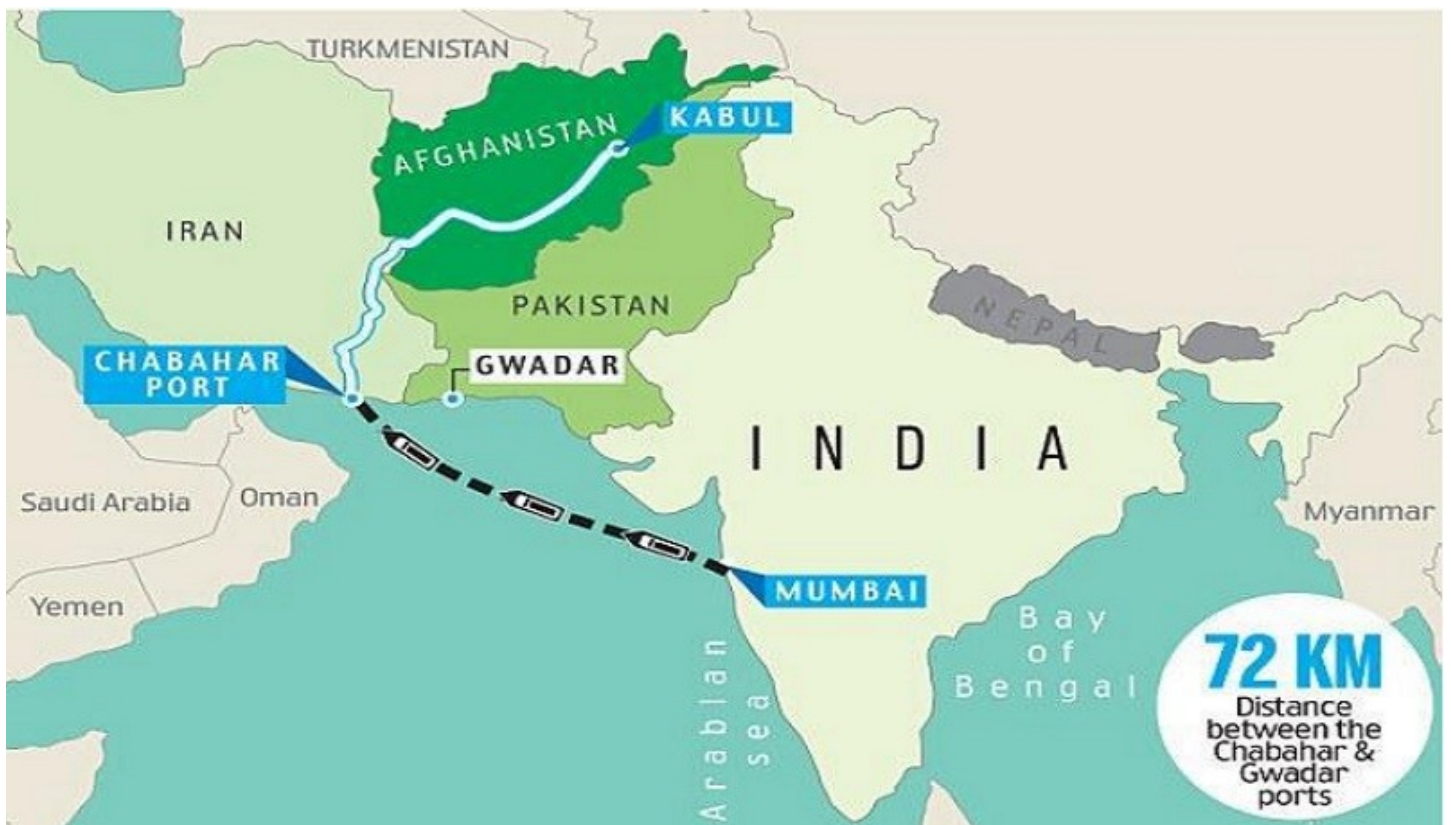 TURKMENISTAN
KABUL
AFGHANISTAN
IRAN
PAKISTAN
NEPAL
CHABAHAR
PORT
GWADAR
INDIA
Saudi Arabia
Oman
Myanmar
Yemen
MUMBAI
Arabian
sea
Bay
of
Bengal
72 KM
Distance
between the
Chabahar &
Gwadar
ports